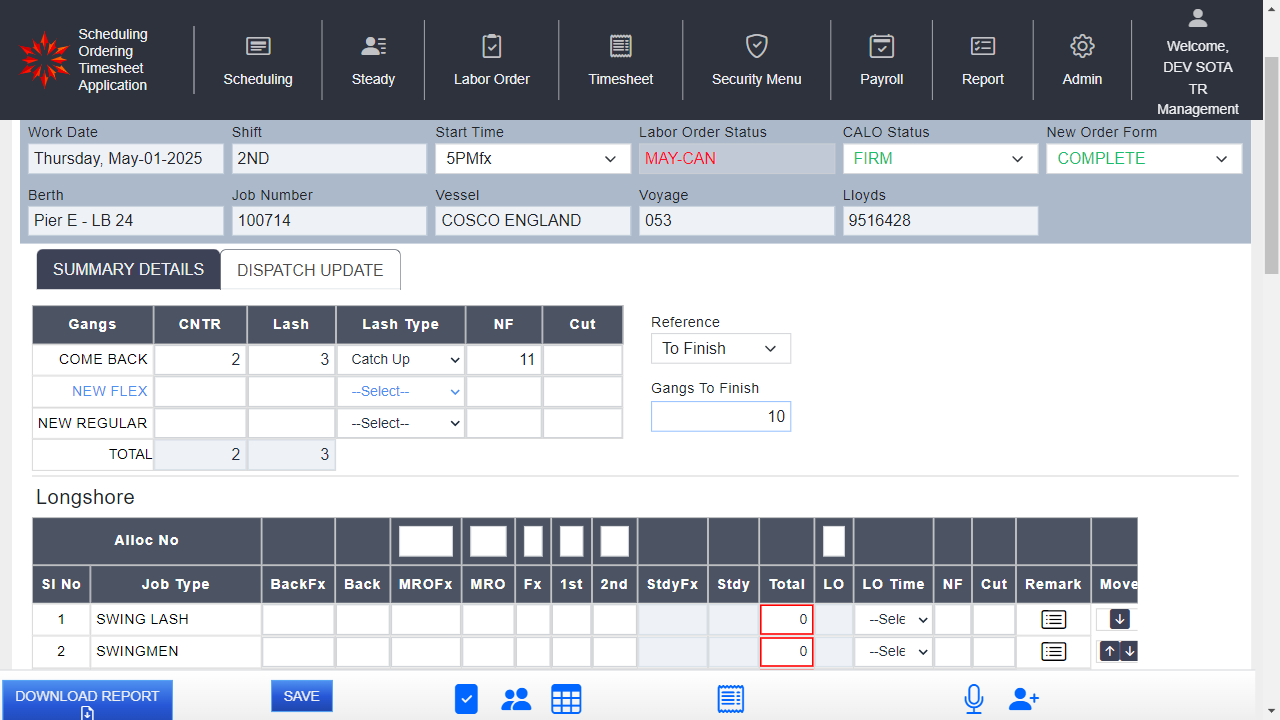 Scheduling
Ordering
Timesheet
Application
Scheduling
Steady
Labor Order
Timesheet
Security Menu
Payroll
Report
Admin
Welcome,
DEV SOTA
TR
Management
Work Date Shift Start Time Labor Order Status CALO Status New Order Form
Thursday, May-01-2025 2ND 5PMfx MAY-CAN FIRM COMPLETE
Berth Job Number Vessel Voyage Lloyds
Pier E - LB 24 100714 COSCO ENGLAND 053 9516428
SUMMARY DETAILS DISPATCH UPDATE
Gangs CNTR Lash Lash Type NF Cut
COME BACK 2 3 Catch Up 11
NEW FLEX --Select--
NEW REGULAR --Select--
TOTAL 2 3
Reference
To Finish
Gangs To Finish
10
Longshore
Alloc No
Sl No Job Type BackFx Back MROFx MRO Fx 1st 2nd StdyFx Stdy Total LO LO Time NF Cut Remark Move
1 SWING LASH 0 --Sele
2 SWINGMEN 0 --Sele
DOWNLOAD REPORT SAVE